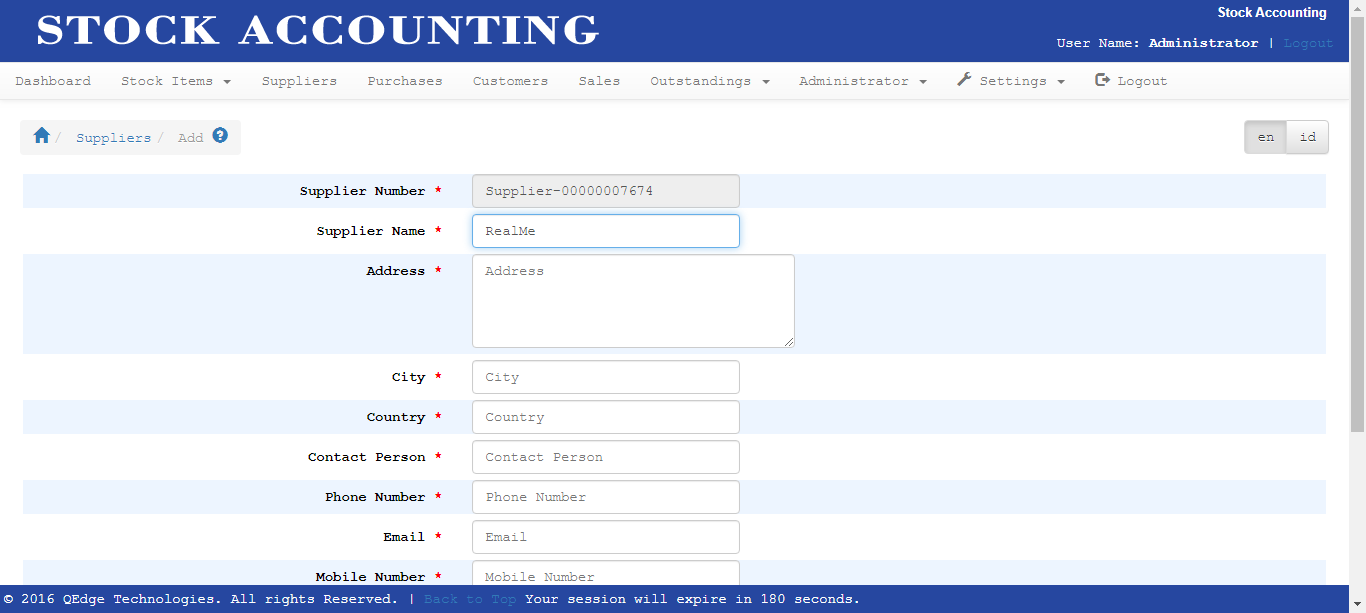 STOCK ACCOUNTING
Stock Accounting
User Name: Administrator | Logout
Dashboard Stock Items Suppliers Purchases Customers Sales Outstandings Administrator Settings Logout
/ Suppliers / Add ?
en id
Supplier Number * Supplier-00000007674
Supplier Name * RealMe
Address * Address
City * City
Country * Country
Contact Person * Contact Person
Phone Number * Phone Number
Email * Email
Mobile Number * Mobile Number
© 2016 QEdge Technologies. All rights Reserved. | Back to Top Your session will expire in 180 seconds.